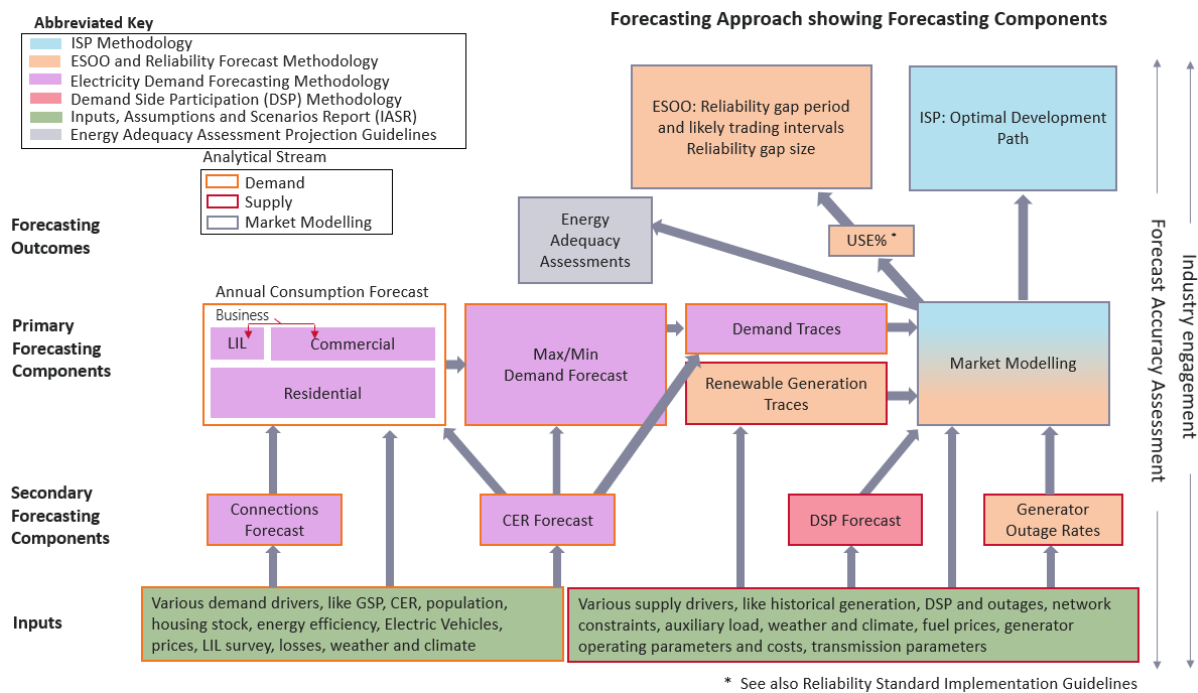 Forecasting Approach showing Forecasting Components
Abbreviated Key
ISP Methodology
ESOO and Reliability Forecast Methodology
Electricity Demand Forecasting Methodology
Demand Side Participation (DSP) Methodology
Inputs, Assumptions and Scenarios Report (IASR)
Energy Adequacy Assessment Projection Guidelines
Analytical Stream
Demand
Supply
Market Modelling
Forecasting
Outcomes
ESOO: Reliability gap period
and likely trading intervals
Reliability gap size
ISP: Optimal Development
Path
Energy
Adequacy
Assessments
USE% *
Primary
Forecasting
Components
Annual Consumption Forecast
Business
LIL
Commercial
Residential
Max/Min
Demand Forecast
Demand Traces
Renewable Generation
Traces
Market Modelling
Secondary
Forecasting
Components
Connections
Forecast
CER Forecast
DSP Forecast
Generator
Outage Rates
Inputs
Various demand drivers, like GSP, CER, population,
housing stock, energy efficiency, Electric Vehicles,
prices, LIL survey, losses, weather and climate
Various supply drivers, like historical generation, DSP and outages, network
constraints, auxiliary load, weather and climate, fuel prices, generator
operating parameters and costs, transmission parameters
Forecast Accuracy Assessment
Industry engagement
* See also Reliability Standard Implementation Guidelines